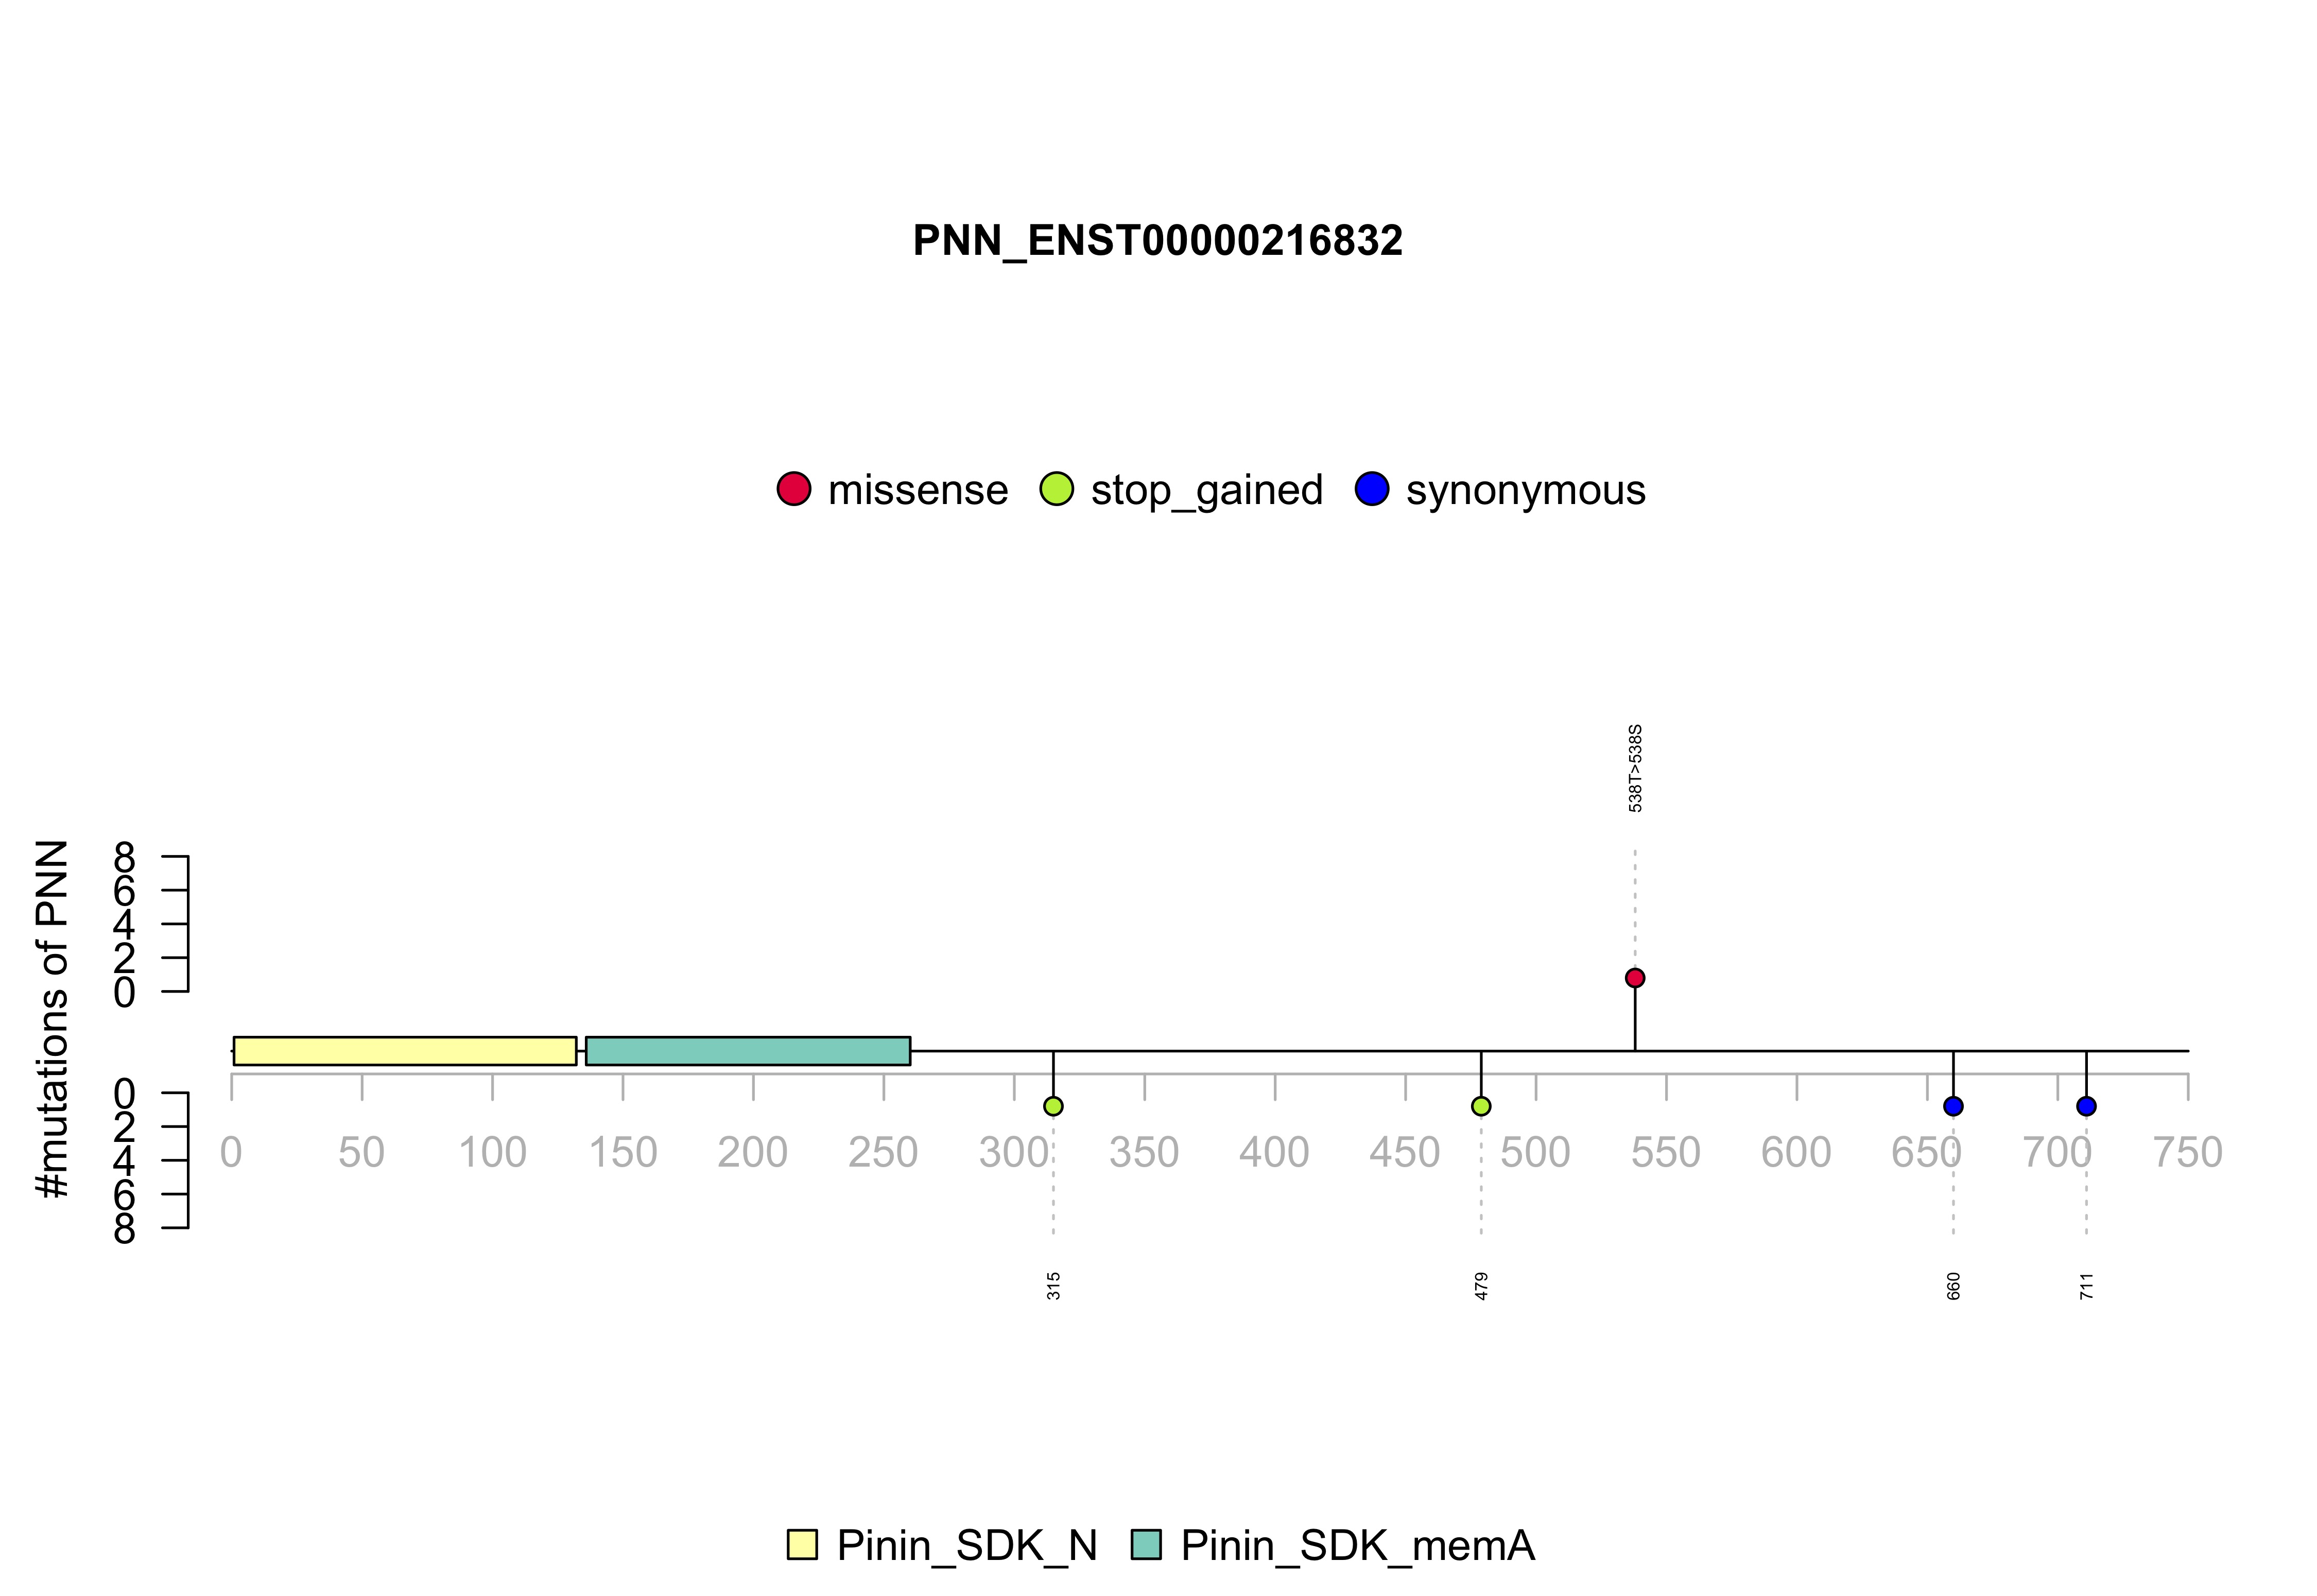 PNN_ENST00000216832
missense stop_gained synonymous
538T>538S
#mutations of PNN
8
6
4
2
0
0
2
4
6
8
0 50 100 150 200 250 300 350 400 450 500 550 600 650 700 750
315 479 660 711
Pinin_SDK_N Pinin_SDK_memA